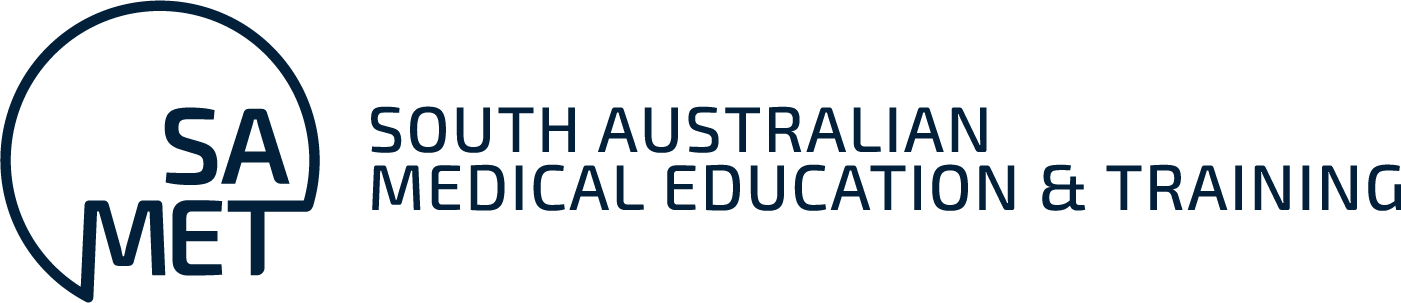 SA
MET
SOUTH AUSTRALIAN
MEDICAL EDUCATION & TRAINING